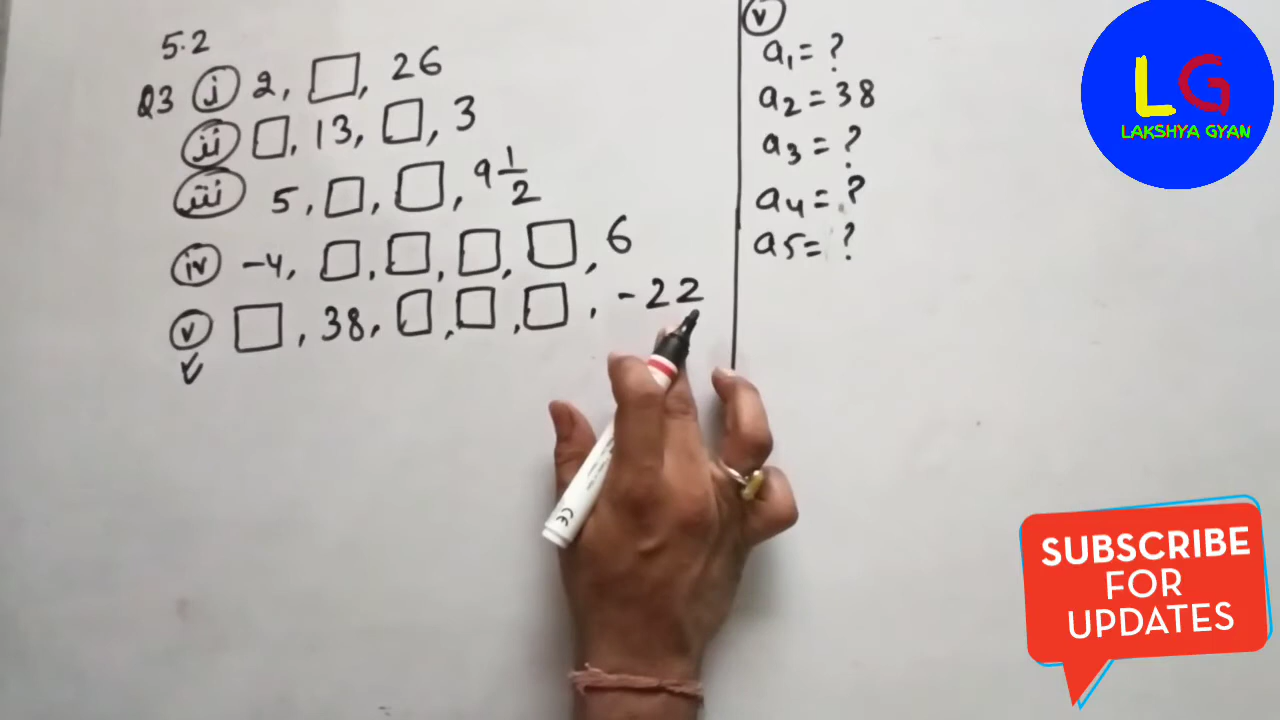 5.2
Q3 (i) 2, □, 26
(ii) □, 13, □, 3
(iii) 5, □, □, 9 1/2
(iv) -4, □, □, □, □, 6
(v) □, 38, □, □, □, -22
(v)
a₁ = ?
a₂ = 38
a₃ = ?
a₄ = ?
a5 = ?
LG
LAKSHYA GYAN
SUBSCRIBE
FOR
UPDATES
CE